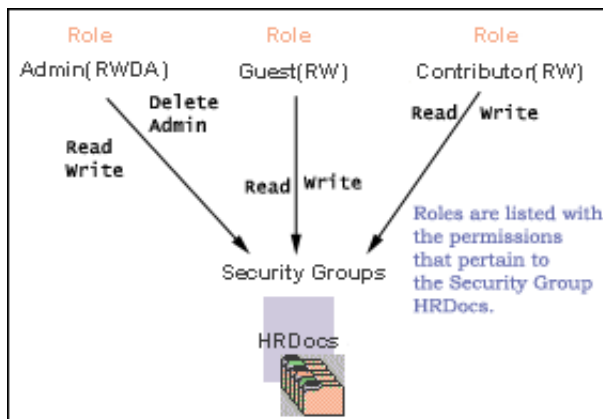 Role Role Role
Admin(RWDA) Guest(RW) Contributor(RW)
Delete
Admin
Read Write
Read
Write
Read Write
Roles are listed with
the permissions
that pertain to
the Security Group
HRDocs.
Security Groups
HRDocs